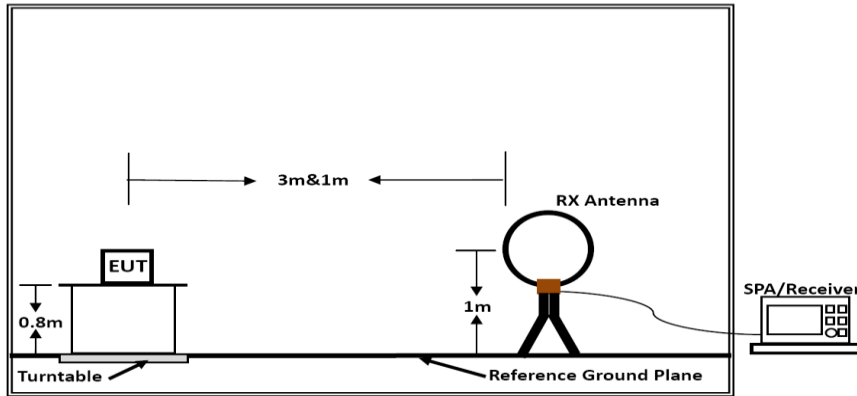 3m&1m
RX Antenna
EUT
SPA/Receiver
0.8m
1m
Turntable
Reference Ground Plane